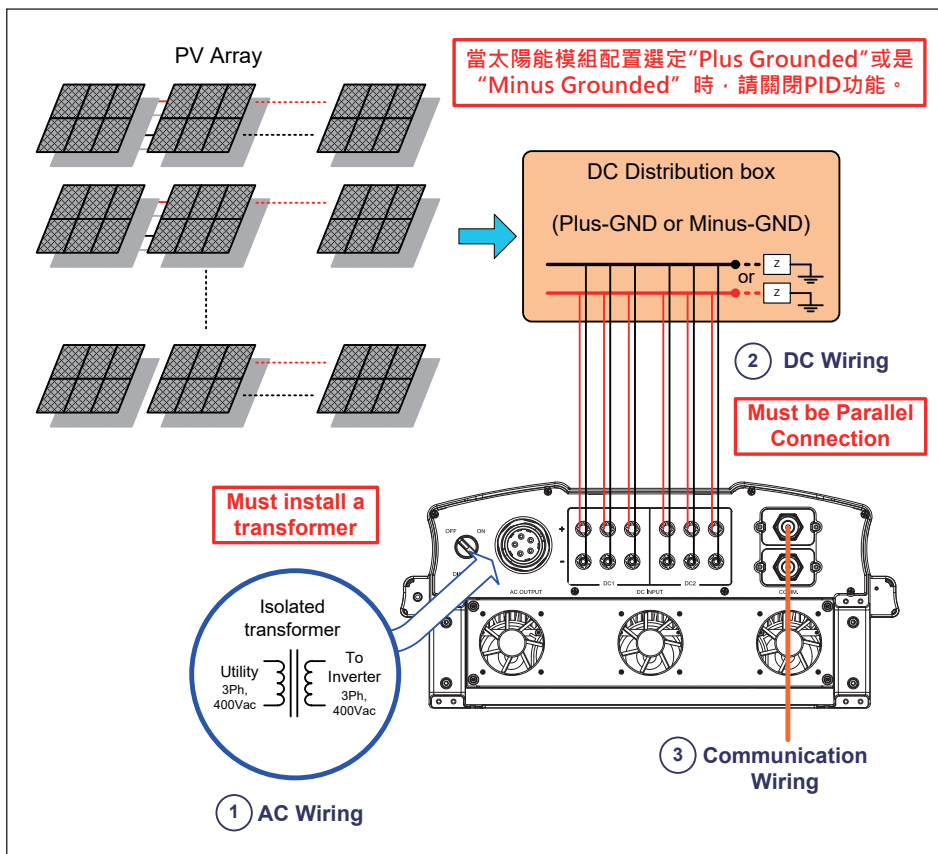 PV Array
當太陽能模組配置選定“Plus Grounded”或是
“Minus Grounded” 時，請關閉PID功能。
DC Distribution box
(Plus-GND or Minus-GND)
Z
or
Z
2 DC Wiring
Must be Parallel
Connection
Must install a
transformer
OFF ON
+
-
DC1 DC2
AC OUTPUT DC INPUT COMM.
Isolated
transformer
Utility
3Ph,
400Vac
To
Inverter
3Ph,
400Vac
3 Communication
Wiring
1 AC Wiring